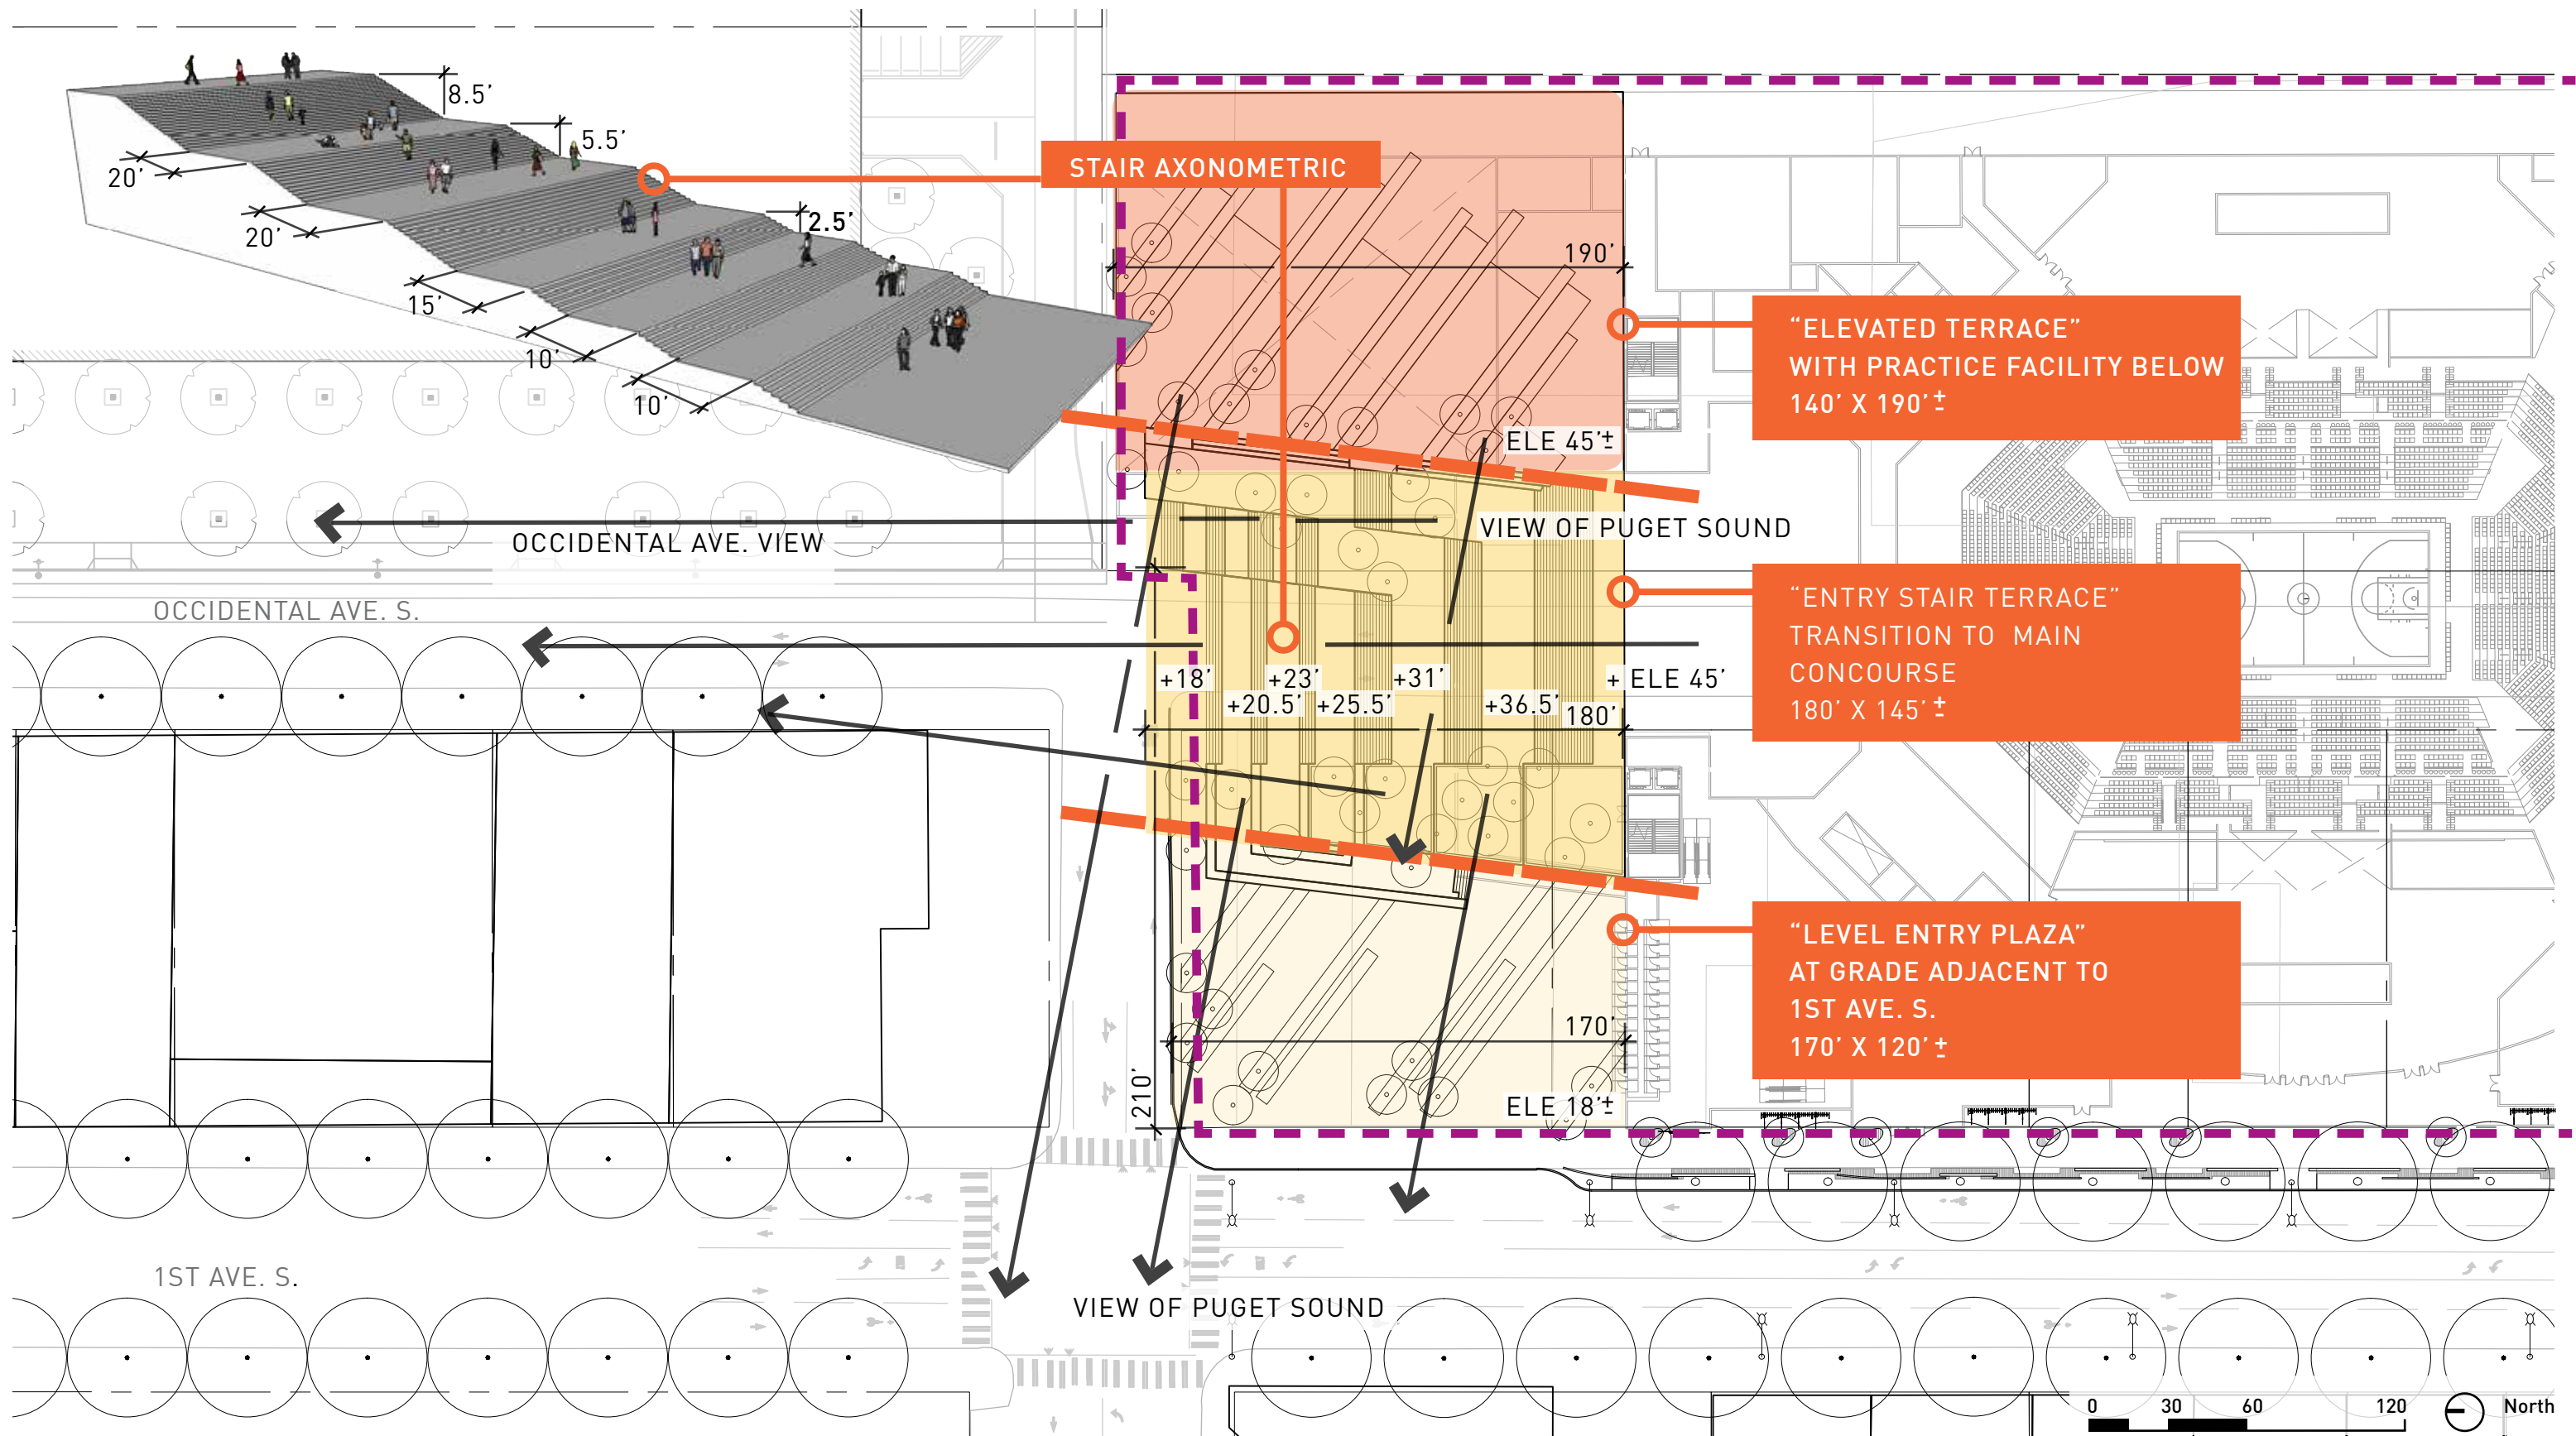 8.5’
5.5’
20’
20’
2.5’
15’
10’
10’
STAIR AXONOMETRIC
190’
“ELEVATED TERRACE”
WITH PRACTICE FACILITY BELOW
140’ X 190’±
ELE 45’±
OCCIDENTAL AVE. VIEW
VIEW OF PUGET SOUND
OCCIDENTAL AVE. S.
“ENTRY STAIR TERRACE”
TRANSITION TO MAIN
CONCOURSE
180’ X 145’±
+18’
+20.5’
+23’
+25.5’
+31’
+36.5’
+ ELE 45’
180’
“LEVEL ENTRY PLAZA”
AT GRADE ADJACENT TO
1ST AVE. S.
170’ X 120’±
170’
210’
ELE 18’±
1ST AVE. S.
VIEW OF PUGET SOUND
0 30 60 120
North